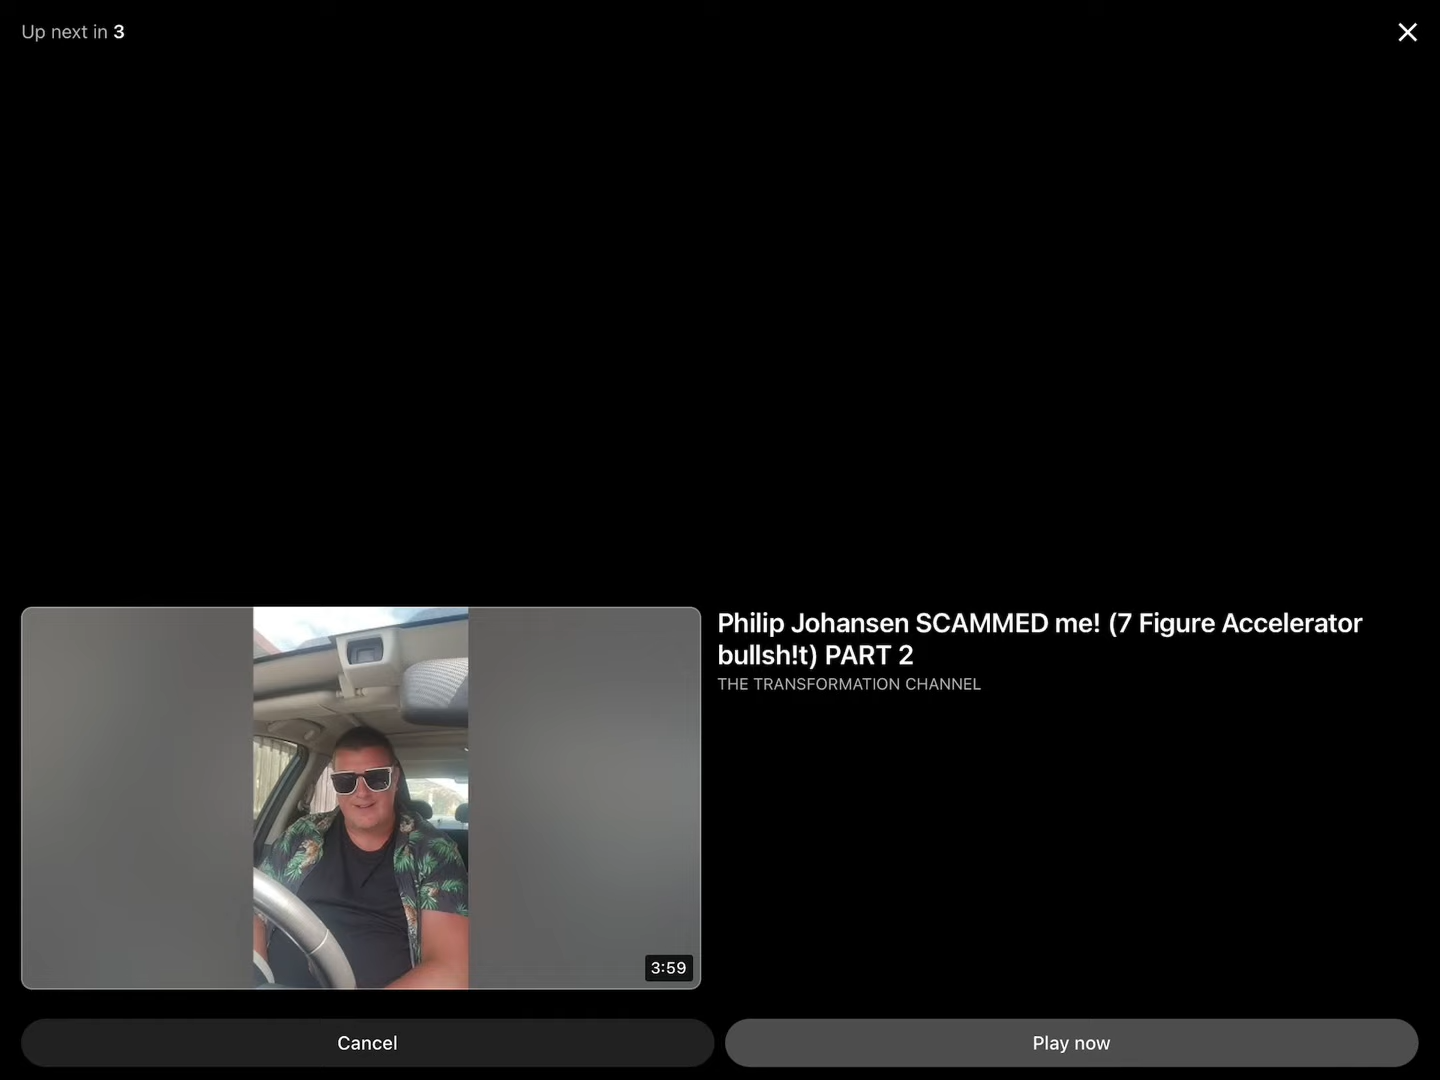 Up next in 3
Philip Johansen SCAMMED me! (7 Figure Accelerator
bullsh!t) PART 2
THE TRANSFORMATION CHANNEL
3:59
Cancel
Play now